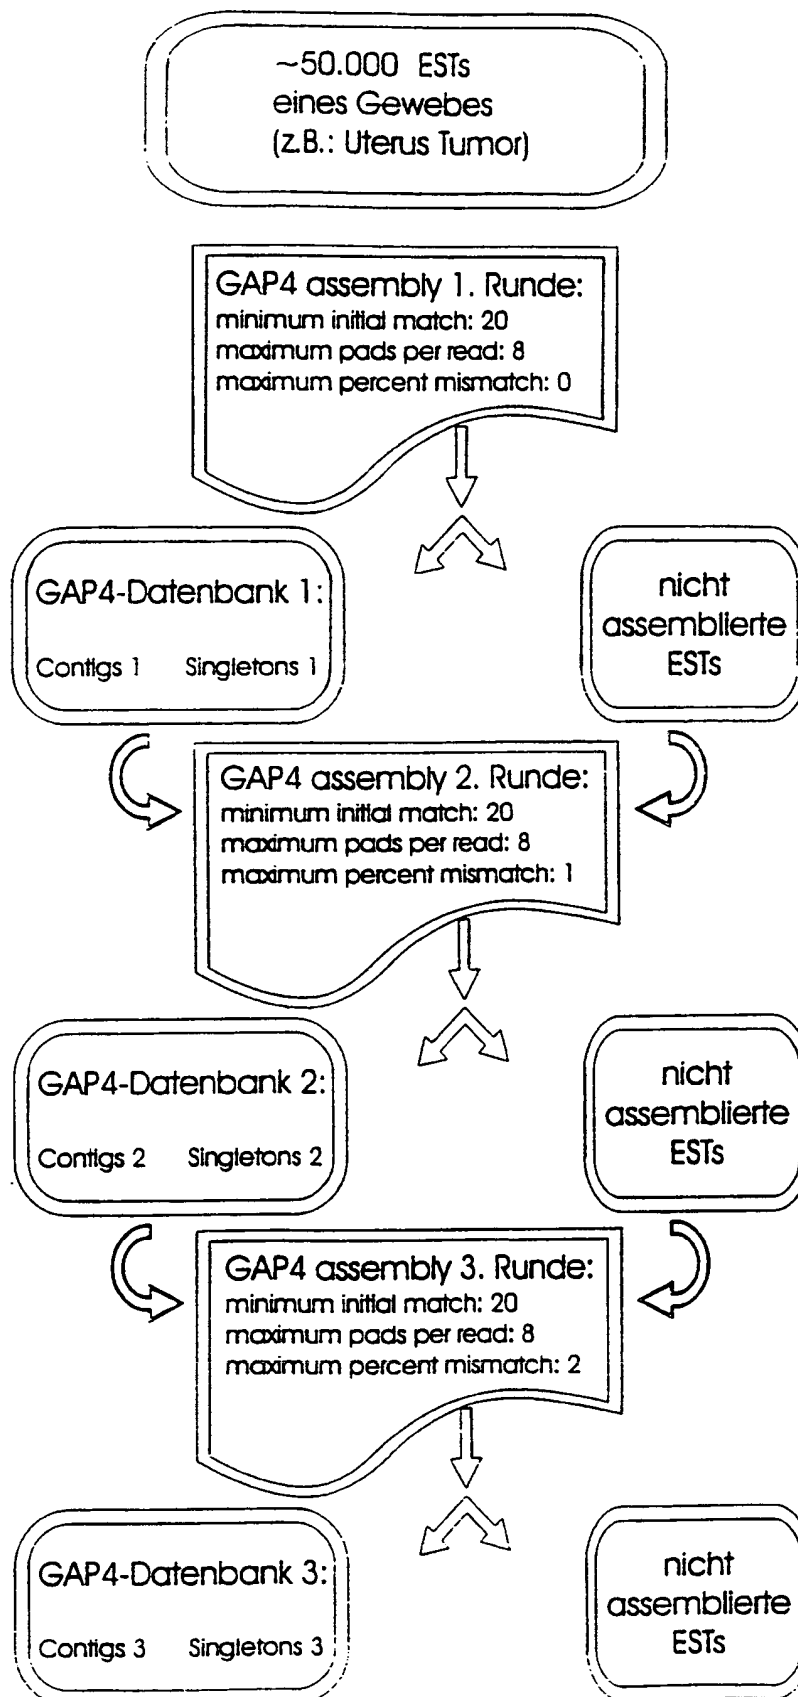 ~50.000 ESTs
eines Gewebes
(z.B.: Uterus Tumor)
GAP4 assembly 1. Runde:
minimum initial match: 20
maximum pads per read: 8
maximum percent mismatch: 0
GAP4-Datenbank 1:
Contigs 1 Singletons 1
nicht
assemblierte
ESTs
GAP4 assembly 2. Runde:
minimum initial match: 20
maximum pads per read: 8
maximum percent mismatch: 1
GAP4-Datenbank 2:
Contigs 2 Singletons 2
nicht
assemblierte
ESTs
GAP4 assembly 3. Runde:
minimum initial match: 20
maximum pads per read: 8
maximum percent mismatch: 2
GAP4-Datenbank 3:
Contigs 3 Singletons 3
nicht
assemblierte
ESTs